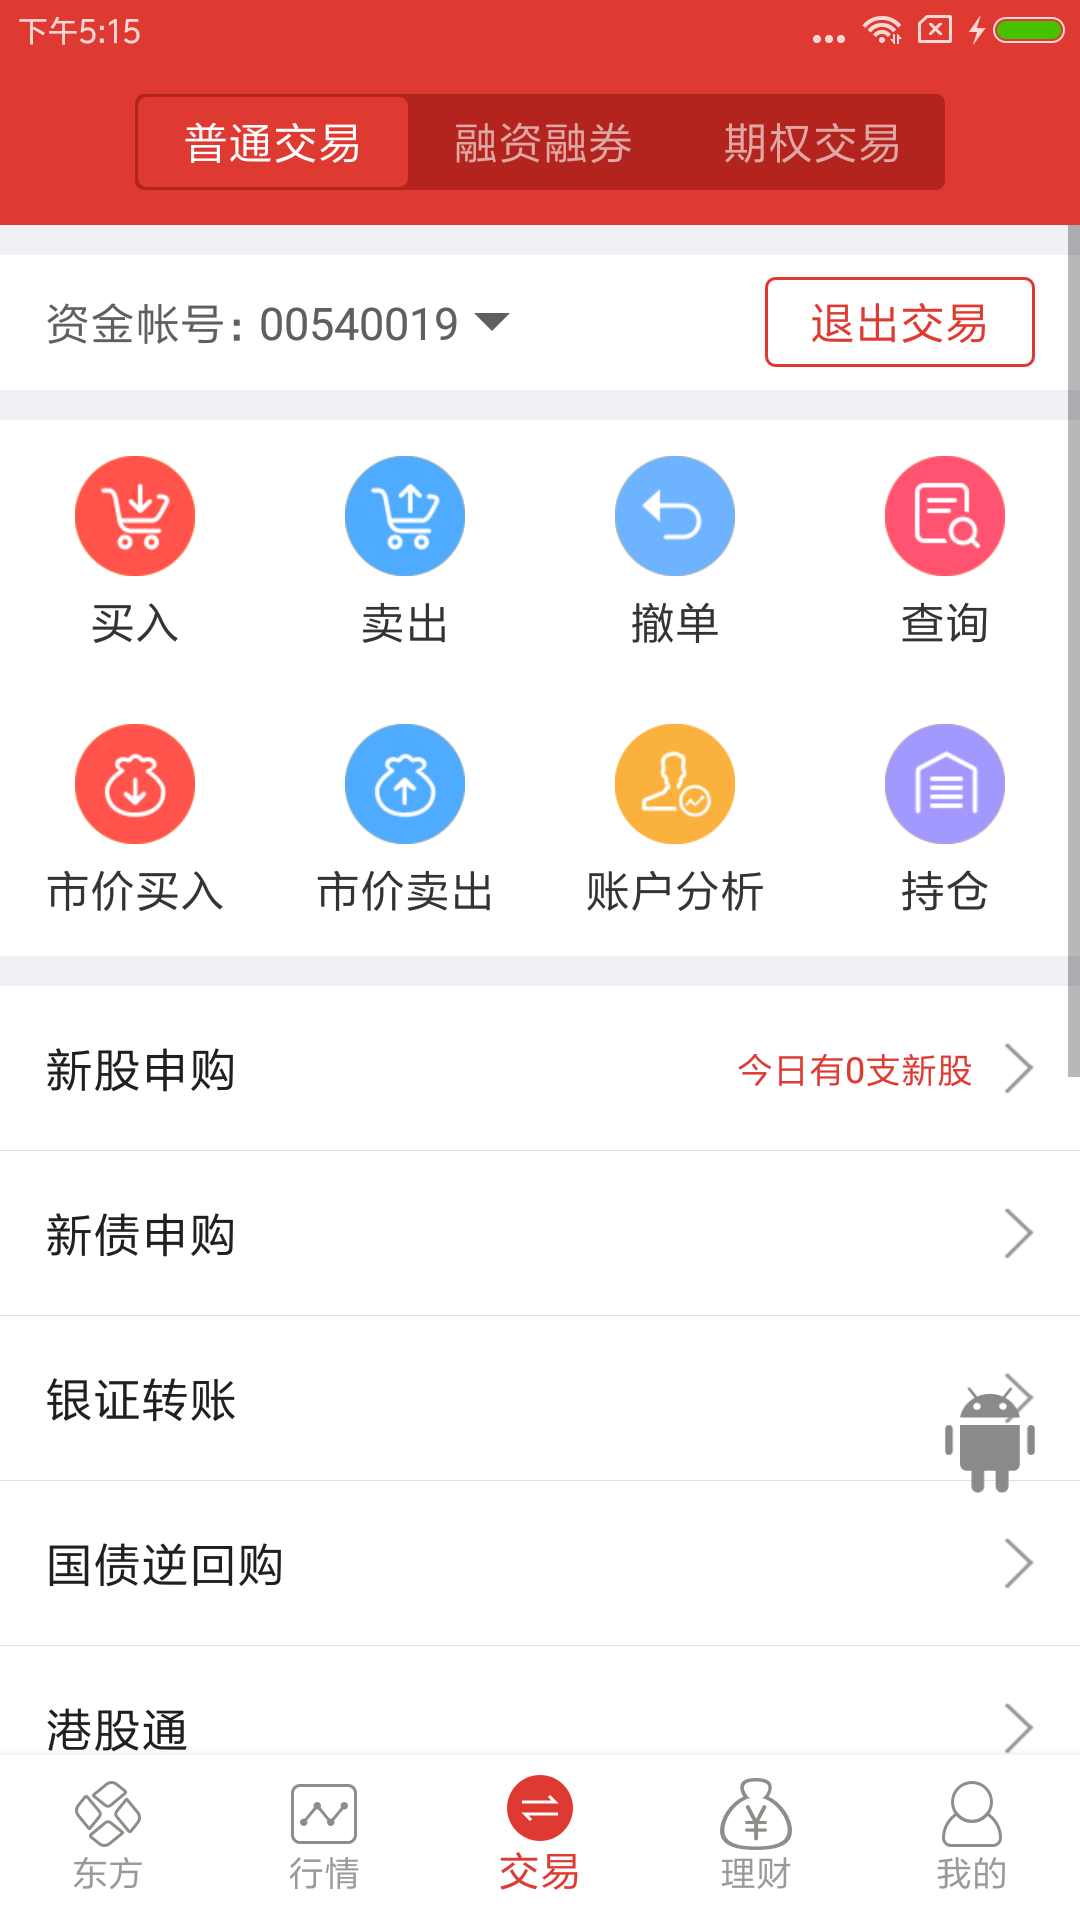 下午5:15
普通交易 融资融券 期权交易
资金帐号: 00540019 退出交易
买入 卖出 撤单 查询
市价买入 市价卖出 账户分析 持仓
新股申购 今日有0支新股
新债申购
银证转账
国债逆回购
港股通
东方 行情 交易 理财 我的